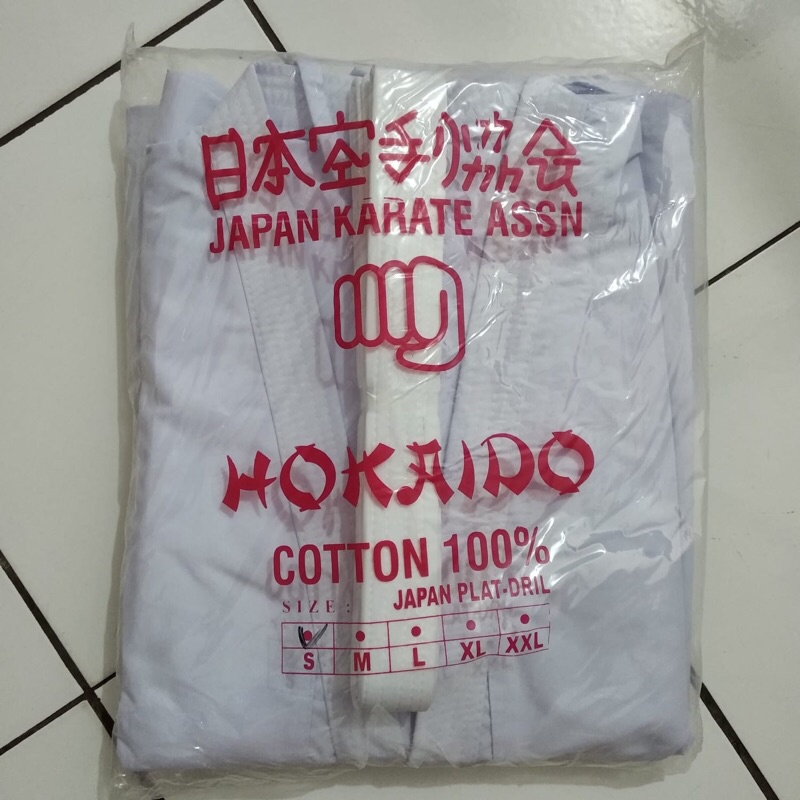 日本空手協会
JAPAN KARATE ASSN
HOKAIDO
COTTON 100%
JAPAN PLAT-DRIL
SIZE:
S M L XL XXL